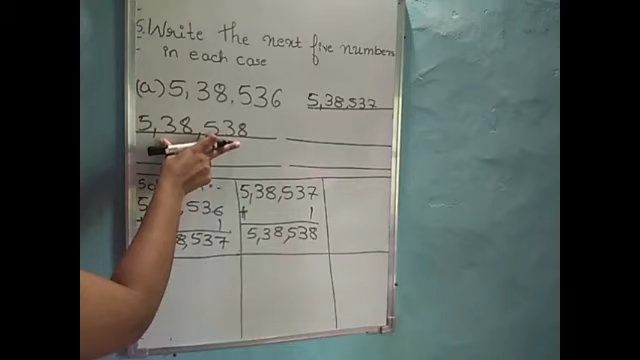 5. Write the next five numbers
in each case
(a) 5,38,536 5,38,537
5,38,538
5,38,537
,536 + 1
+ 1 5,38,538
8,537